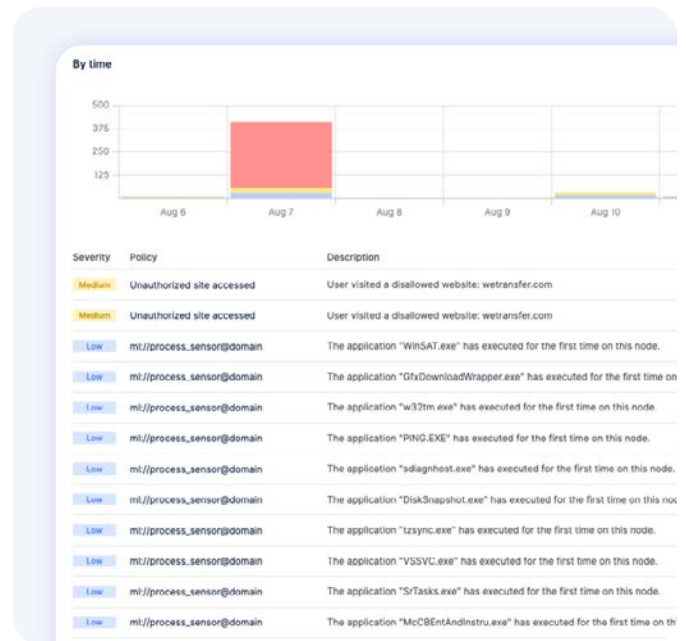 By time
500
375
250
125
Aug 6 Aug 7 Aug 8 Aug 9 Aug 10
Severity Policy Description
Medium Unauthorized site accessed User visited a disallowed website: wetransfer.com
Medium Unauthorized site accessed User visited a disallowed website: wetransfer.com
Low ml://process_sensor@domain The application "WinSAT.exe" has executed for the first time on this node.
Low ml://process_sensor@domain The application "GfxDownloadWrapper.exe" has executed for the first time on
Low ml://process_sensor@domain The application "w32tm.exe" has executed for the first time on this node.
Low ml://process_sensor@domain The application "PING.EXE" has executed for the first time on this node.
Low ml://process_sensor@domain The application "sdiagnhost.exe" has executed for the first time on this node.
Low ml://process_sensor@domain The application "DiskSnapshot.exe" has executed for the first time on this
Low ml://process_sensor@domain The application "tzsync.exe" has executed for the first time on this node.
Low ml://process_sensor@domain The application "VSSVC.exe" has executed for the first time on this node.
Low ml://process_sensor@domain The application "SrTasks.exe" has executed for the first time on this node.
Low ml://process_sensor@domain The application "McCBEntAndInstru.exe" has executed for the first time on